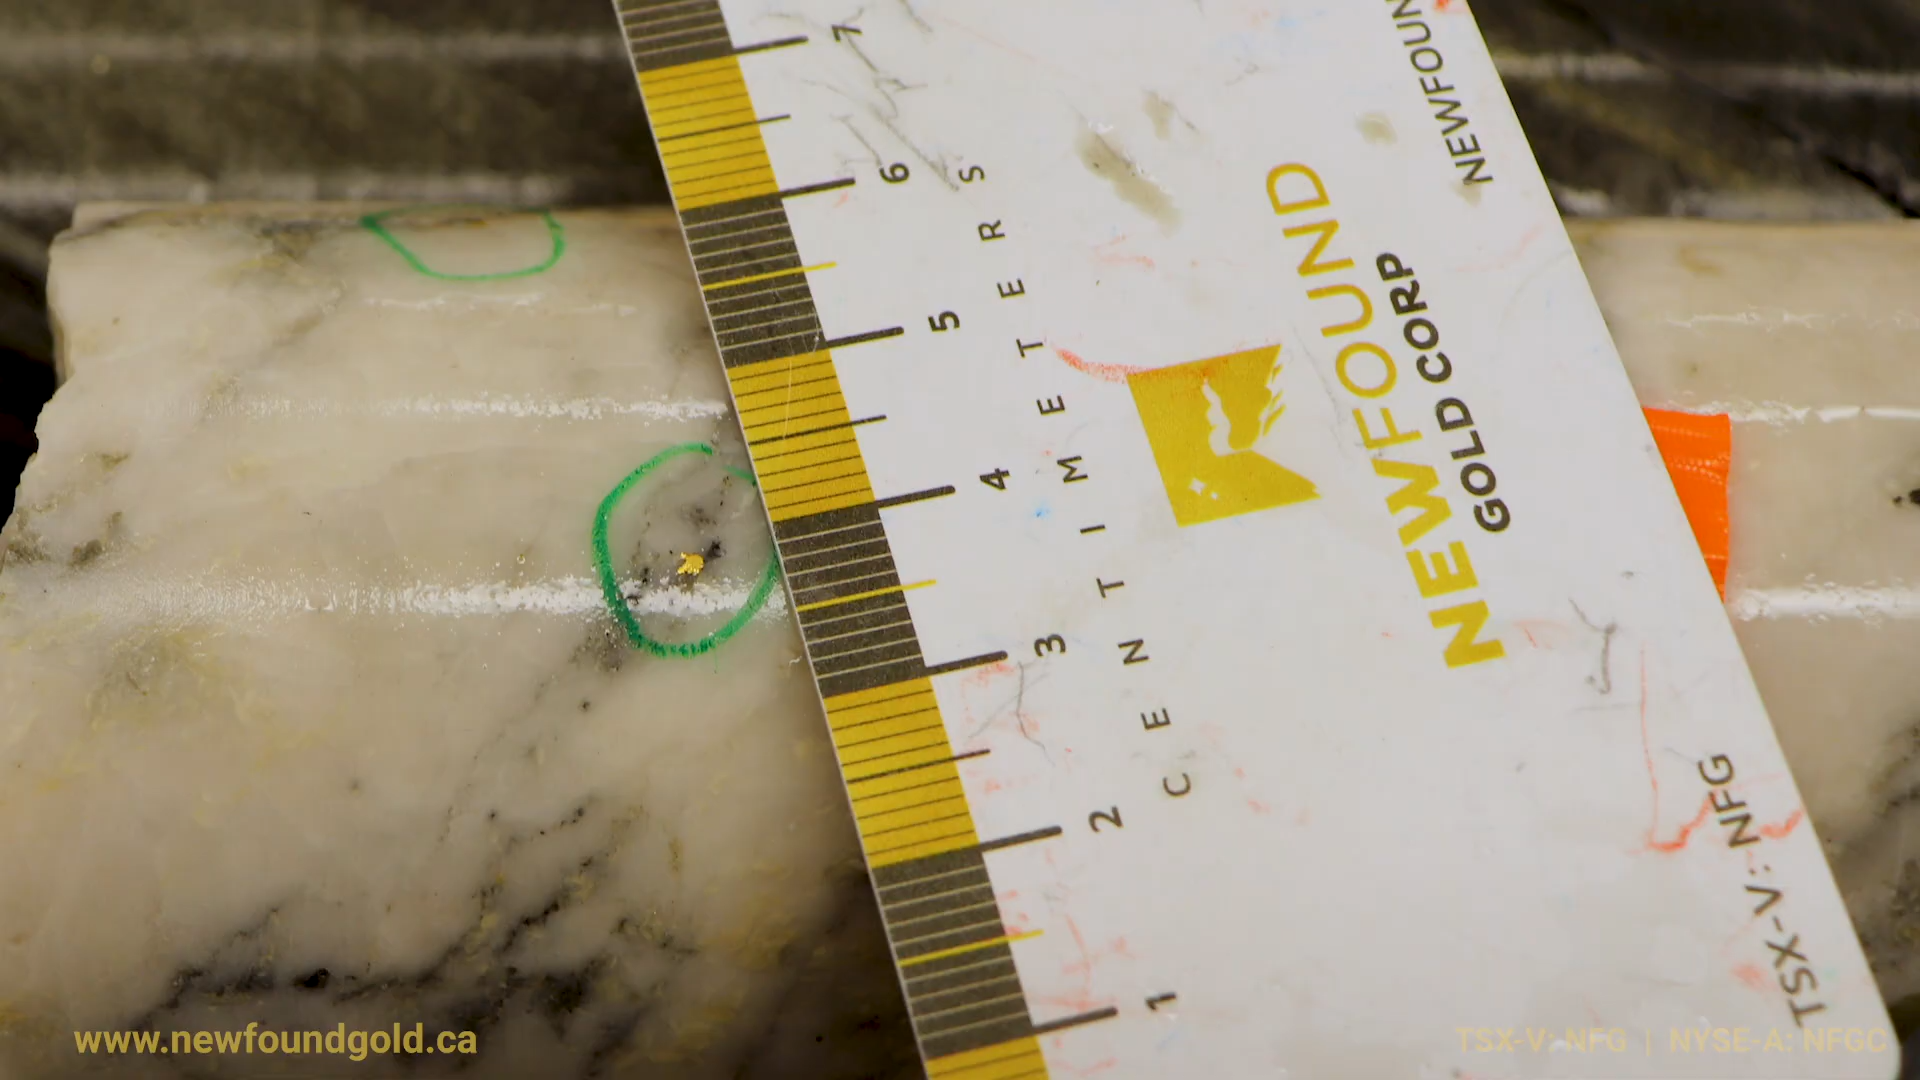 7
6
5
4
3
2
1
CENTIMETERS
NEWFOUND
GOLD CORP
NEWFOUN
TSX-V: NFG
www.newfoundgold.ca
TSX-V: NFG | NYSE-A: NFGC